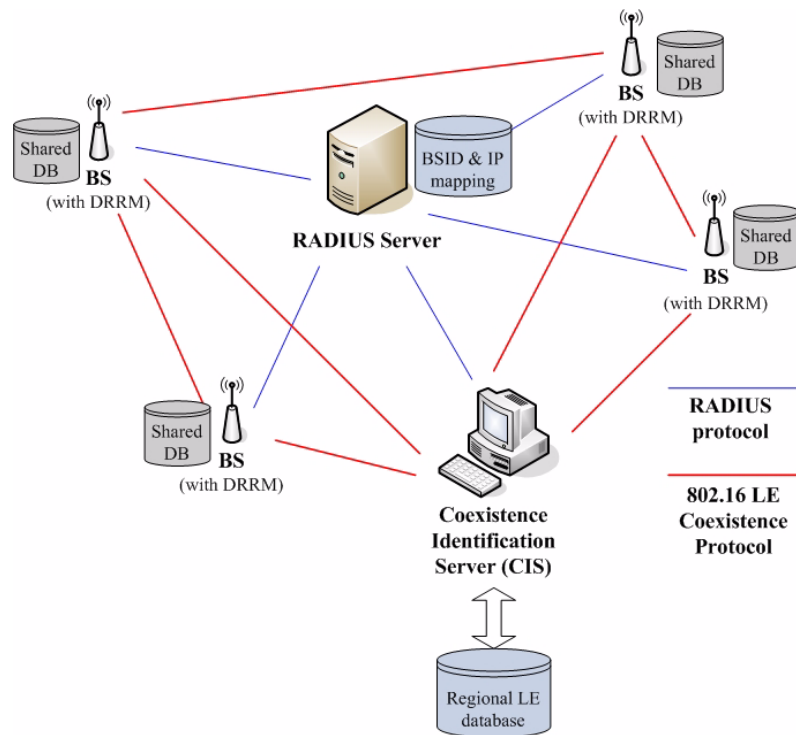 Shared
DB
BS
(with DRRM)
Shared
DB
BS
(with DRRM)
BSID & IP
mapping
RADIUS Server
Shared
DB
BS
(with DRRM)
Shared
DB
BS
(with DRRM)
RADIUS
protocol
802.16 LE
Coexistence
Protocol
Coexistence
Identification
Server (CIS)
Regional LE
database